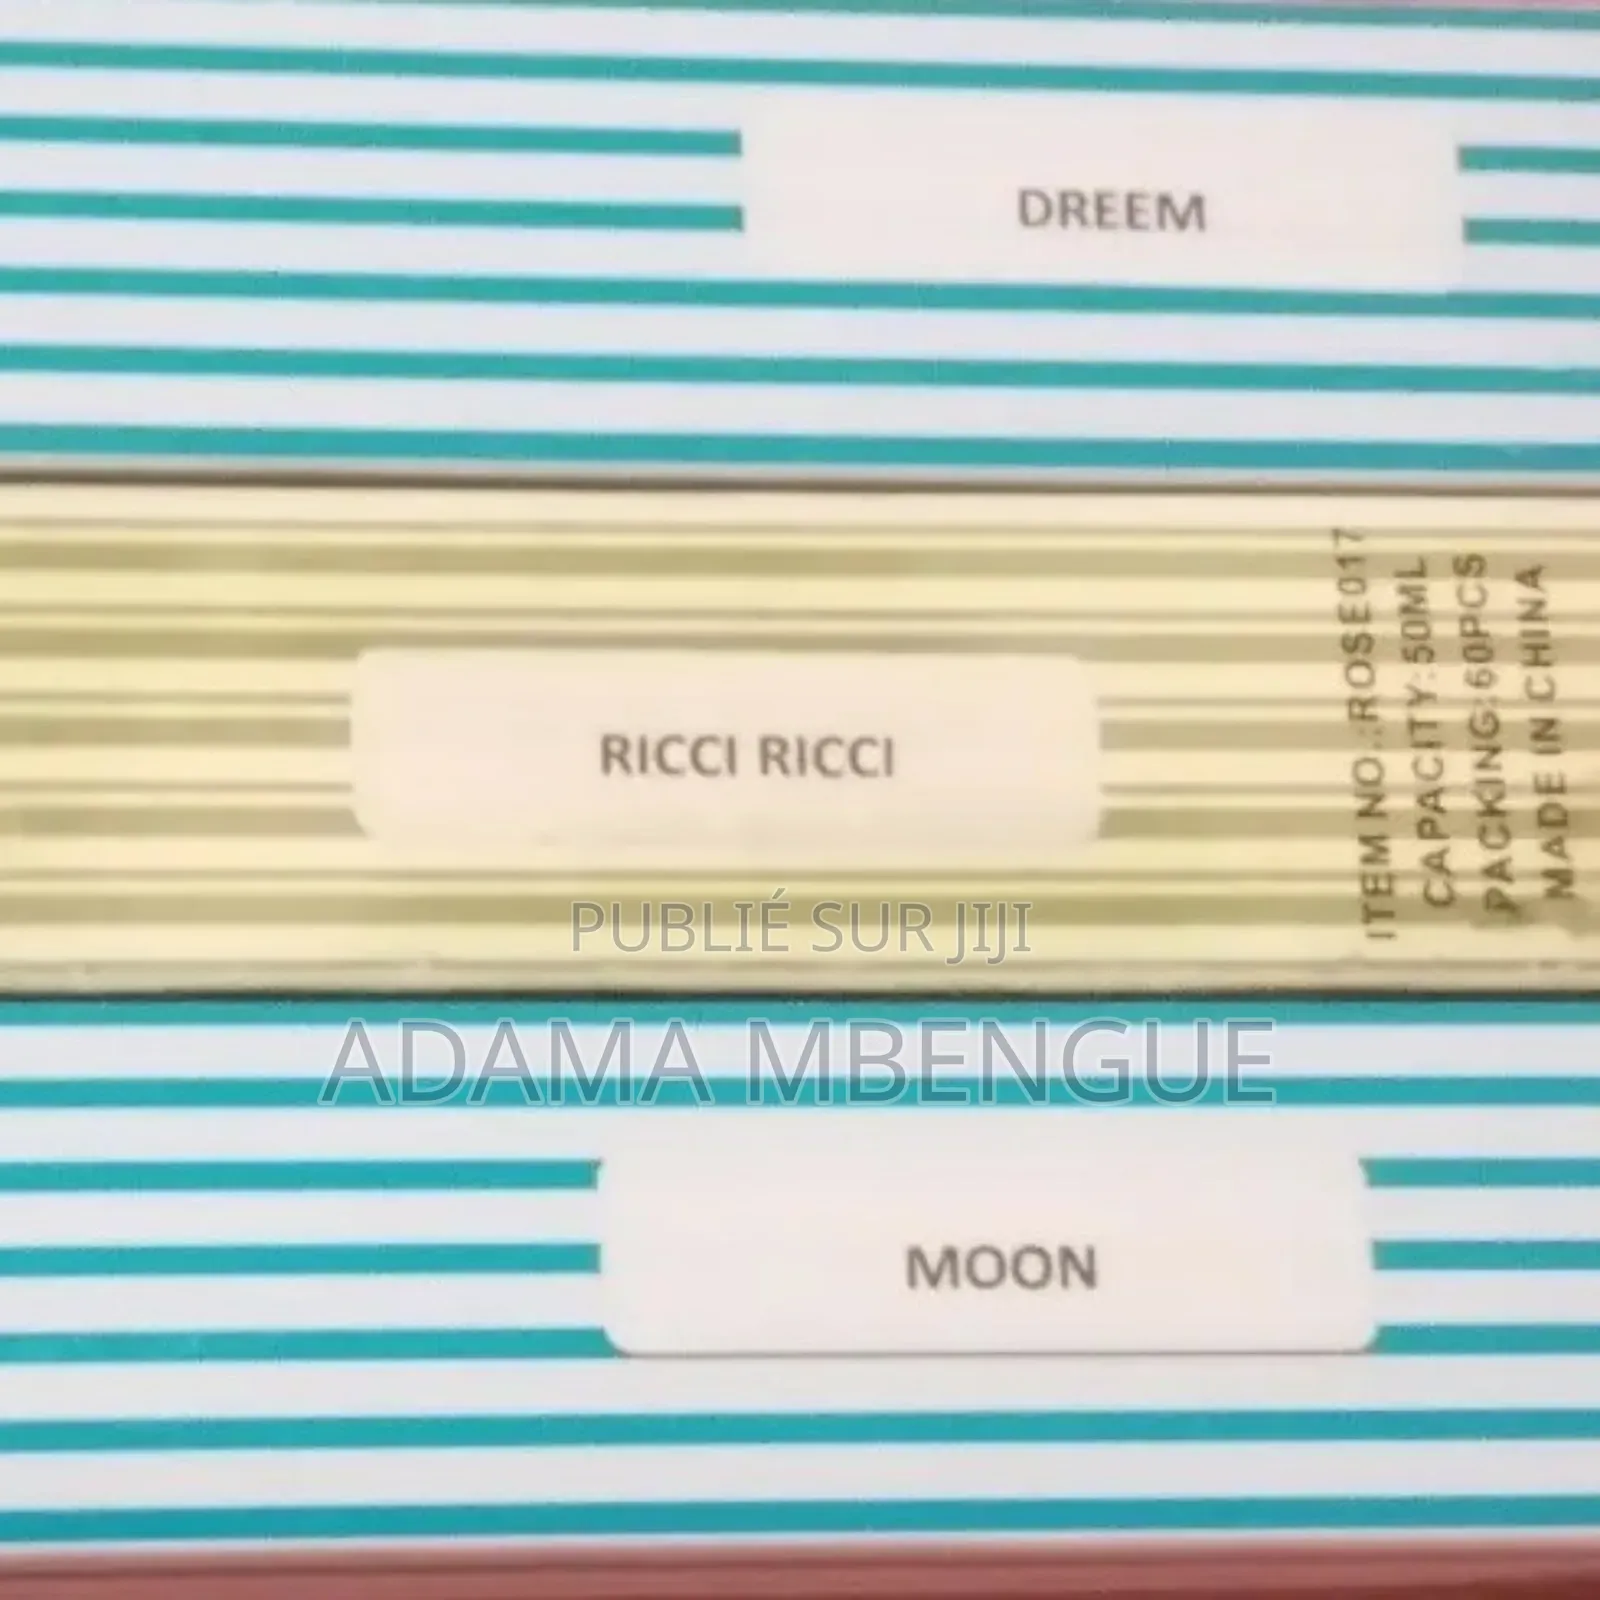 DREEM
RICCI RICCI
ITEM NO.:ROSE017
CAPACITY:50ML
PACKING:60PCS
MADE IN CHINA
PUBLIÉ SUR JIJI
ADAMA MBENGUE
MOON